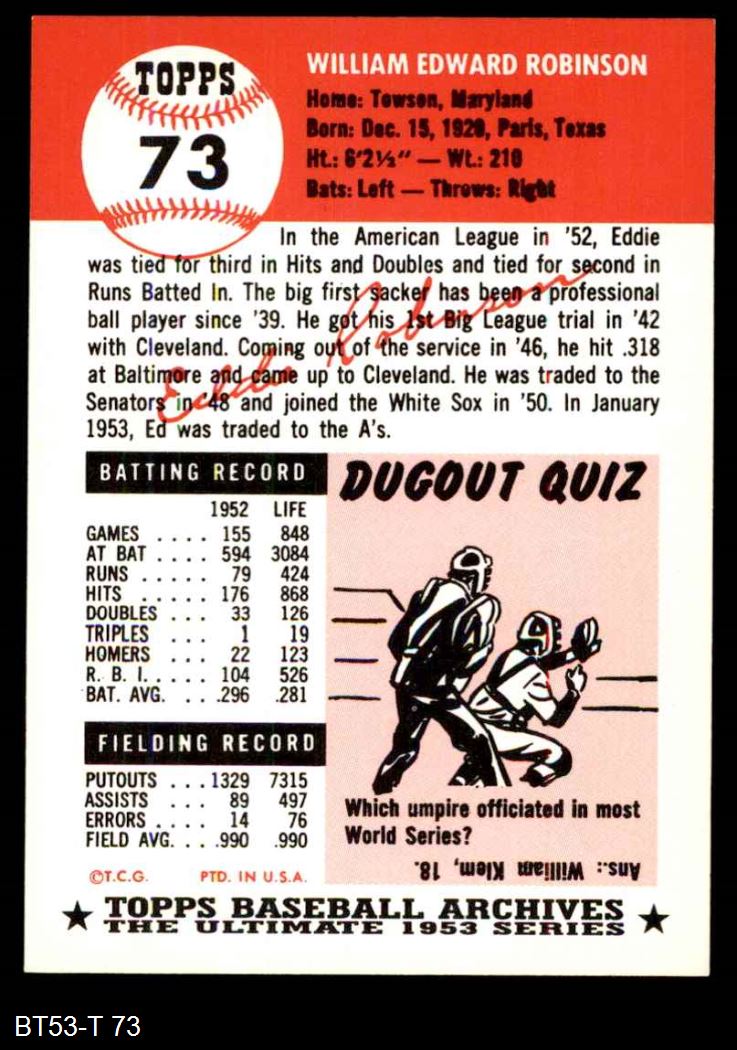 TOPPS
73
WILLIAM EDWARD ROBINSON
Home: Towson, Maryland
Born: Dec. 15, 1920, Paris, Texas
Ht.: 6'2½" — Wt.: 210
Bats: Left — Throws: Right
In the American League in '52, Eddie
was tied for third in Hits and Doubles and tied for second in
Runs Batted In. The big first sacker has been a professional
ball player since '39. He got his 1st Big League trial in '42
with Cleveland. Coming out of the service in '46, he hit .318
at Baltimore and came up to Cleveland. He was traded to the
Senators in '48 and joined the White Sox in '50. In January
1953, Ed was traded to the A's.
Eddie Robinson
BATTING RECORD
1952 LIFE
GAMES .... 155 848
AT BAT .... 594 3084
RUNS ..... 79 424
HITS ..... 176 868
DOUBLES ... 33 126
TRIPLES ... 1 19
HOMERS ... 22 123
R. B. I..... 104 526
BAT. AVG. ... .296 .281
FIELDING RECORD
PUTOUTS ...1329 7315
ASSISTS ... 89 497
ERRORS .... 14 76
FIELD AVG. ... .990 .990
©T.C.G. PTD. IN U.S.A.
DUGOUT QUIZ
Which umpire officiated in most
World Series?
Ans.: William Klem, 18.
★ TOPPS BASEBALL ARCHIVES ★
THE ULTIMATE 1953 SERIES
BT53-T 73